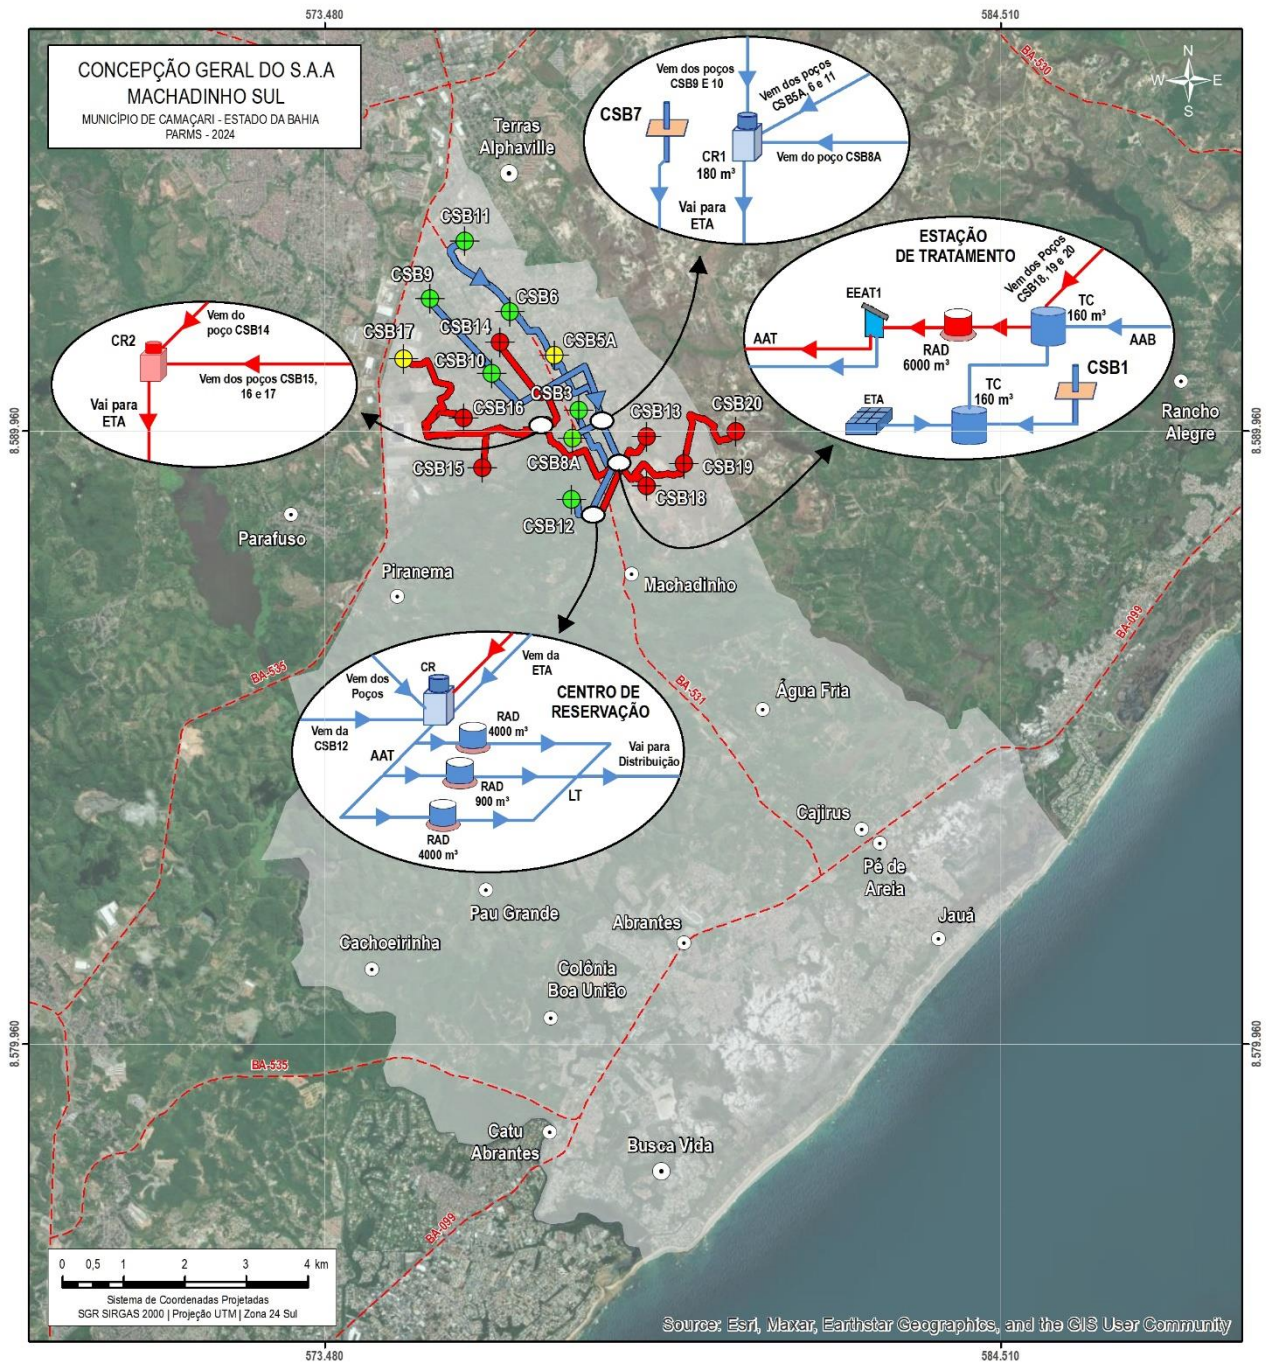 573.480
584.510
CONCEPÇÃO GERAL DO S.A.A
MACHADINHO SUL
MUNICÍPIO DE CAMAÇARI - ESTADO DA BAHIA
PARMS - 2024
N
W
E
S
BA-530
Terras
Alphaville
Vem dos poços
CSB9 E 10
Vem dos poços
CSB5A, 6 e 11
CSB7
CR1
180 m³
Vem do poço CSB8A
Vai para
ETA
ESTAÇÃO
DE TRATAMENTO
Vem dos Poços
CSB18, 19 e 20
EEAT1
TC
160 m³
AAT
RAD
6000 m³
AAB
CSB1
ETA
TC
160 m³
Rancho
Alegre
CSB11
CSB9
CSB6
CSB14
CSB17
CSB5A
CSB10
CSB3
CSB16
CSB13
CSB20
CSB15
CSB8A
CSB19
CSB18
CSB12
Vem do
poço CSB14
CR2
Vem dos poços CSB15,
16 e 17
Vai para
ETA
8.589.960
8.589.960
Parafuso
Piranema
Machadinho
BA-535
BA-531
BA-099
Água Fria
CR
Vem da
ETA
Vem dos
Poços
CENTRO DE
RESERVAÇÃO
Vem da
CSB12
RAD
4000 m³
AAT
Vai para
Distribuição
RAD
900 m³
LT
RAD
4000 m³
Cajirus
Pé de
Areia
Pau Grande
Abrantes
Jauá
Cachoeirinha
Colônia
Boa União
8.579.960
8.579.960
BA-535
Catu
Abrantes
Busca Vida
BA-099
0 0,5 1 2 3 4 km
Sistema de Coordenadas Projetadas
SGR SIRGAS 2000 | Projeção UTM | Zona 24 Sul
Source: Esri, Maxar, Earthstar Geographics, and the GIS User Community
573.480
584.510